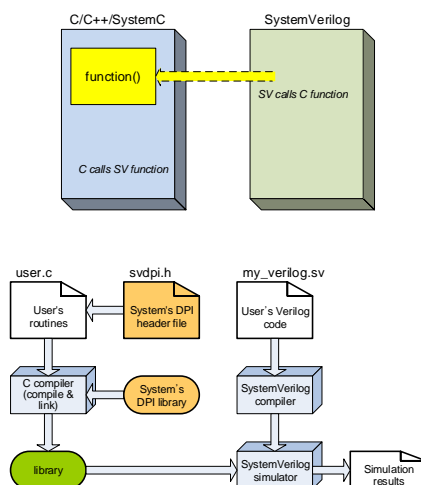 C/C++/SystemC
SystemVerilog
function()
SV calls C function
C calls SV function
user.c
svdpi.h
my_verilog.sv
User's
routines
System's DPI
header file
User`s Verilog
code
C compiler
(compile &
link)
System`s
DPI library
SystemVerilog
compiler
library
SystemVerilog
simulator
Simulation
results